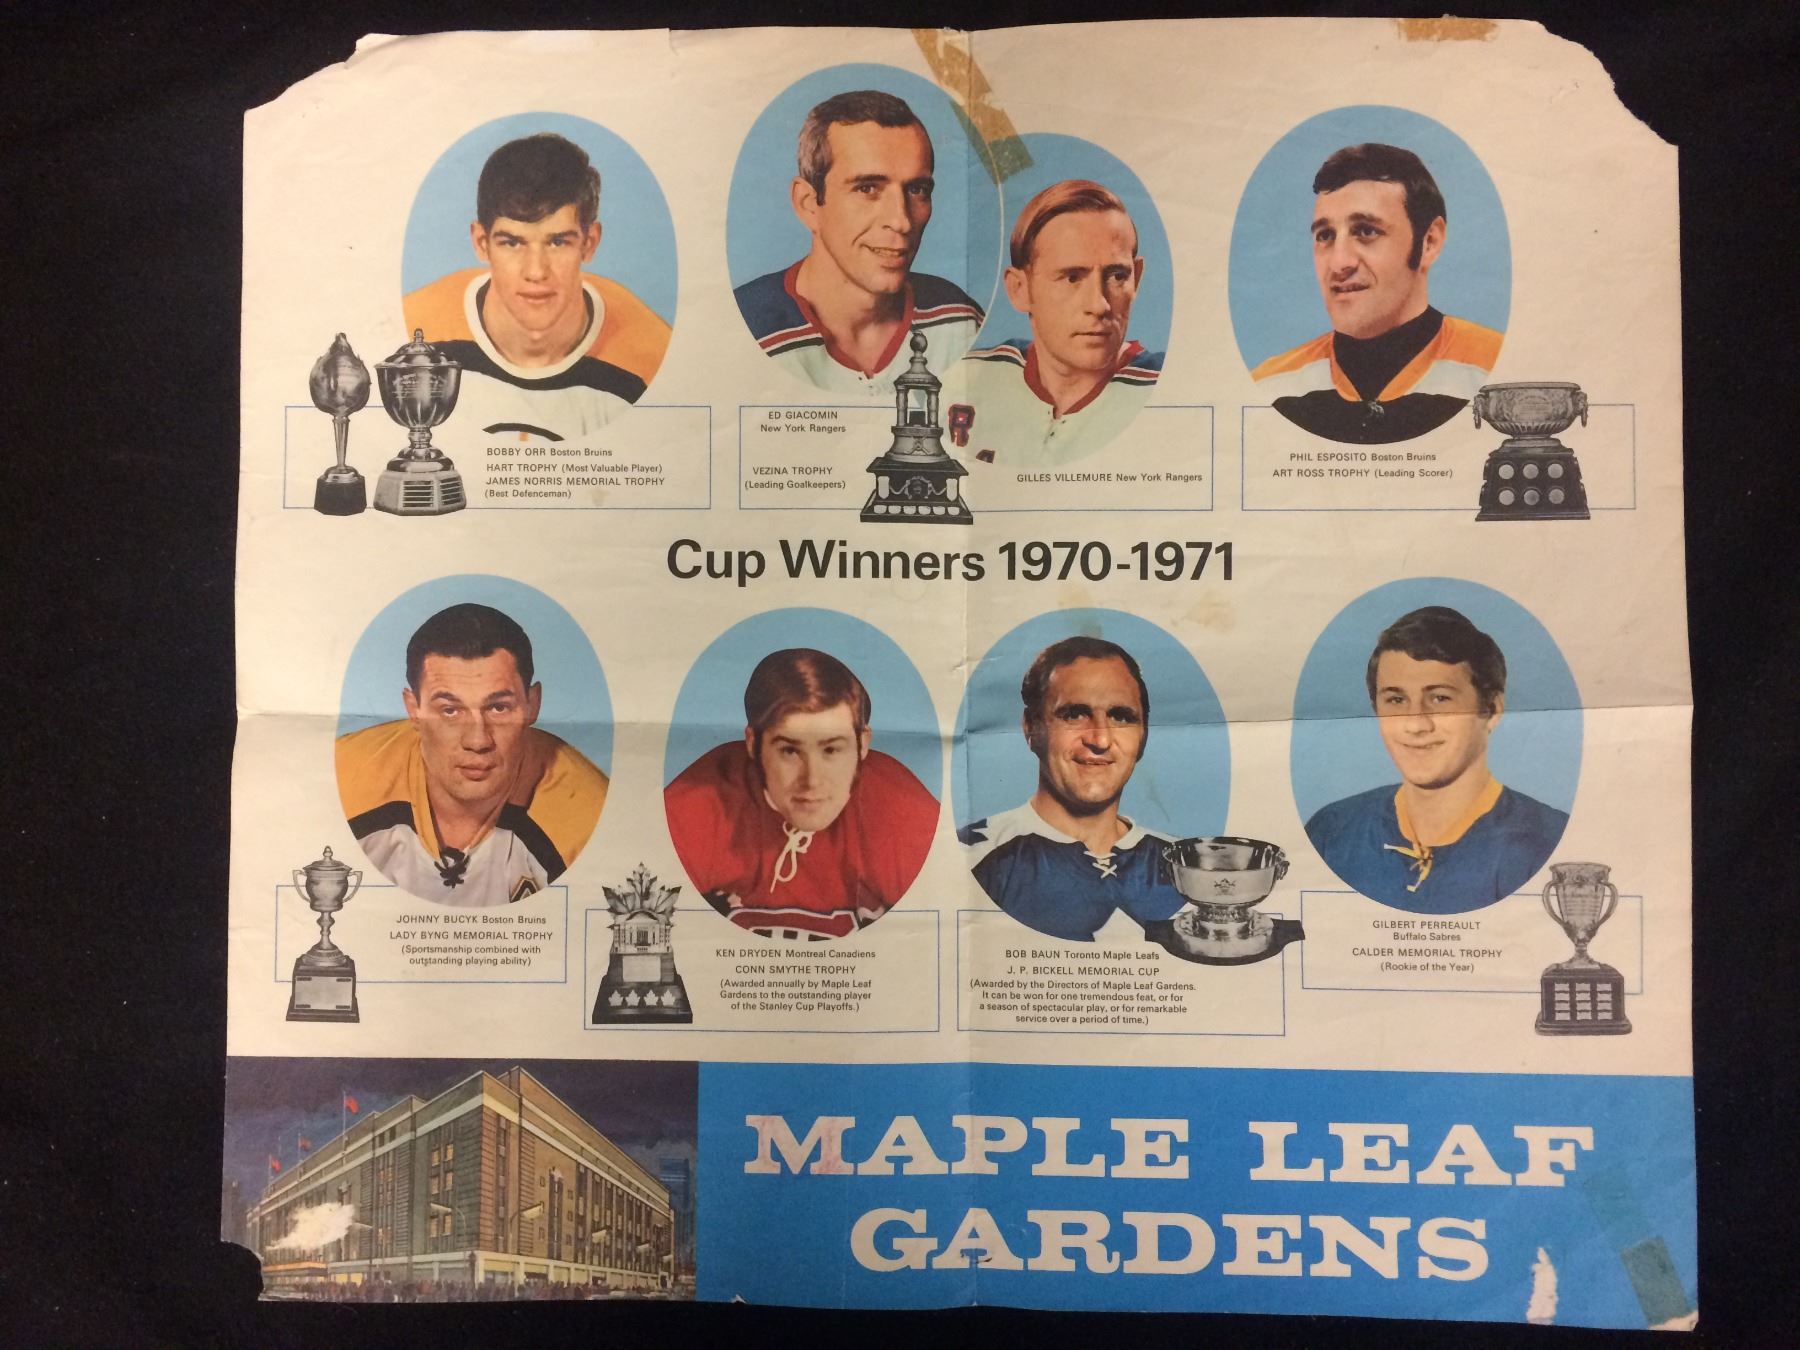 BOBBY ORR Boston Bruins
HART TROPHY (Most Valuable Player)
JAMES NORRIS MEMORIAL TROPHY
(Best Defenceman)
ED GIACOMIN
New York Rangers
VEZINA TROPHY
(Leading Goalkeepers)
GILLES VILLEMURE New York Rangers
PHIL ESPOSITO Boston Bruins
ART ROSS TROPHY (Leading Scorer)
Cup Winners 1970-1971
JOHNNY BUCYK Boston Bruins
LADY BYNG MEMORIAL TROPHY
(Sportsmanship combined with
outstanding playing ability)
KEN DRYDEN Montreal Canadiens
CONN SMYTHE TROPHY
(Awarded annually by Maple Leaf
Gardens to the outstanding player
of the Stanley Cup Playoffs.)
BOB BAUN Toronto Maple Leafs
J. P. BICKELL MEMORIAL CUP
(Awarded by the Directors of Maple Leaf Gardens.
It can be won for one tremendous feat, or for
a season of spectacular play, or for remarkable
service over a period of time.)
GILBERT PERREAULT
Buffalo Sabres
CALDER MEMORIAL TROPHY
(Rookie of the Year)
MAPLE LEAF
GARDENS